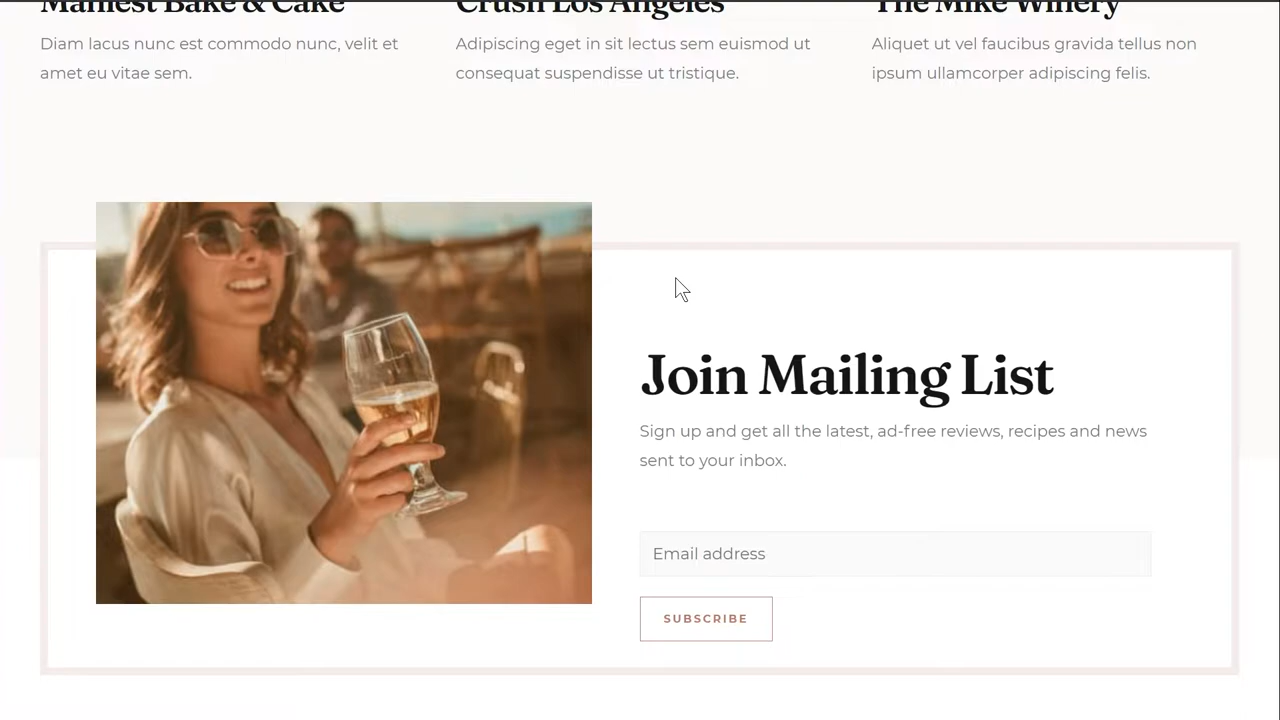 Maniest Bake & Cake
Crush Los Angeles
The Mike Winery
Diam lacus nunc est commodo nunc, velit et
amet eu vitae sem.
Adipiscing eget in sit lectus sem euismod ut
consequat suspendisse ut tristique.
Aliquet ut vel faucibus gravida tellus non
ipsum ullamcorper adipiscing felis.
Join Mailing List
Sign up and get all the latest, ad-free reviews, recipes and news
sent to your inbox.
Email address
SUBSCRIBE